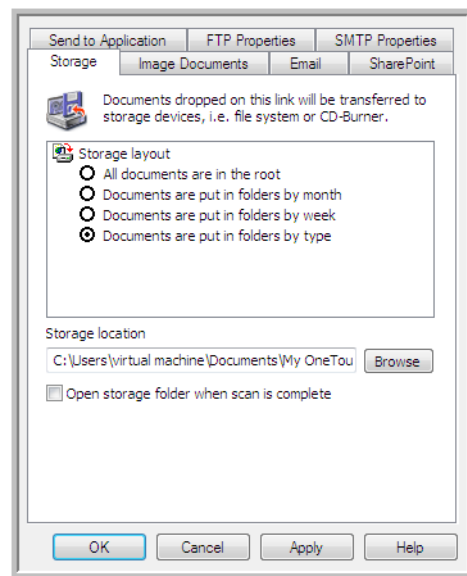 Send to Application FTP Properties SMTP Properties
Storage Image Documents Email SharePoint
Documents dropped on this link will be transferred to
storage devices, i.e. file system or CD-Burner.
Storage layout
All documents are in the root
Documents are put in folders by month
Documents are put in folders by week
Documents are put in folders by type
Storage location
C:\Users\virtual machine\Documents\My OneTou Browse
Open storage folder when scan is complete
OK Cancel Apply Help